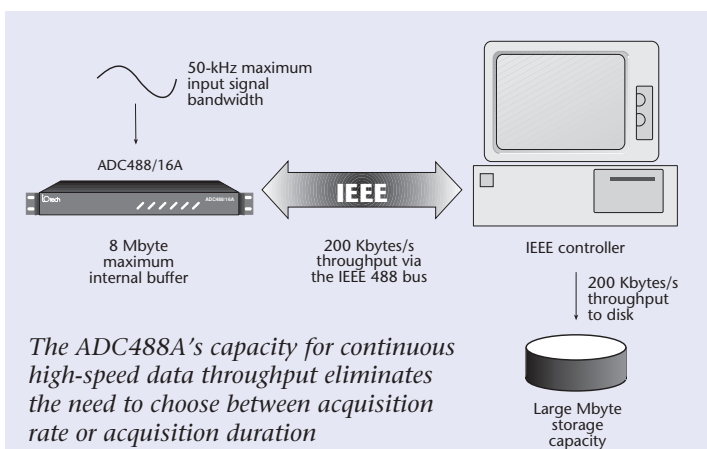 50-kHz maximum
input signal
bandwidth
ADC488/16A
IOtech
ADC488/16A
IEEE
8 Mbyte
maximum
internal buffer
200 Kbytes/s
throughput via
the IEEE 488 bus
IEEE controller
200 Kbytes/s
throughput
to disk
Large Mbyte
storage
capacity
The ADC488A's capacity for continuous
high-speed data throughput eliminates
the need to choose between acquisition
rate or acquisition duration